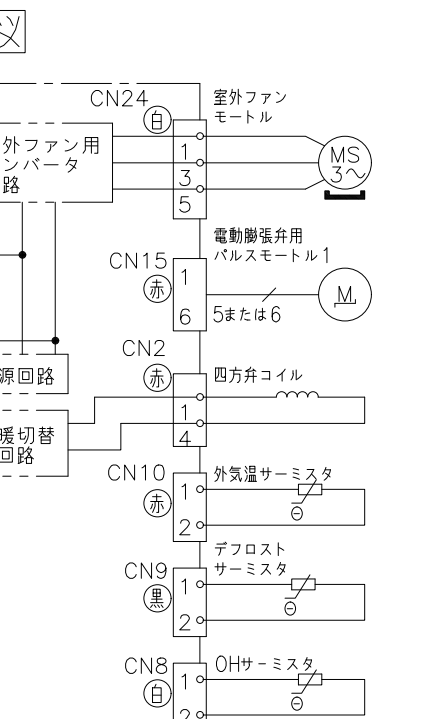 図
CN24
白
室外ファン
モートル
外ファン用
ンバータ
路
1
3
5
MS
3～
電動膨張弁用
パルスモートル1
CN15
赤
1
6
M
5または6
CN2
赤
四方弁コイル
源回路
1
4
暖切替
回路
CN10
赤
外気温サーミスタ
1
2
Θ
デフロスト
サーミスタ
CN9
黒
1
2
Θ
CN8
白
OHサーミスタ
1
2
Θ